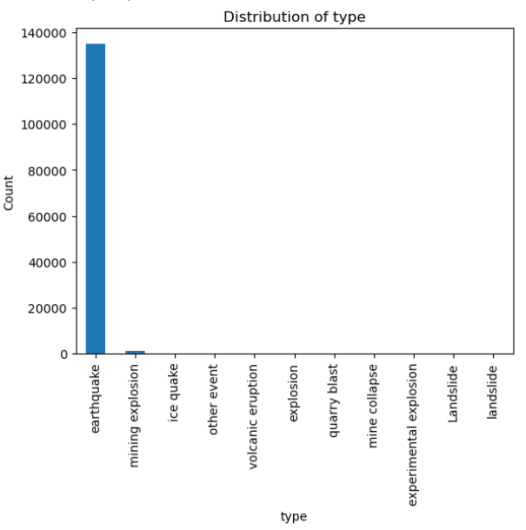 Distribution of type
140000
120000
100000
80000
60000
40000
20000
0
Count
earthquake
mining explosion
ice quake
other event
volcanic eruption
explosion
quarry blast
mine collapse
experimental explosion
Landslide
landslide
type